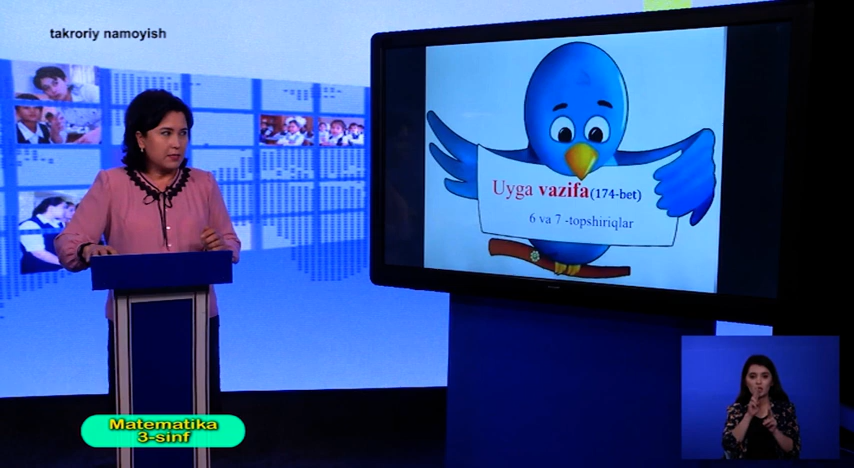 takroriy namoyish
Uyga vazifa (174-bet)
6 va 7 -topshiriqlar
Matematika
3-sinf